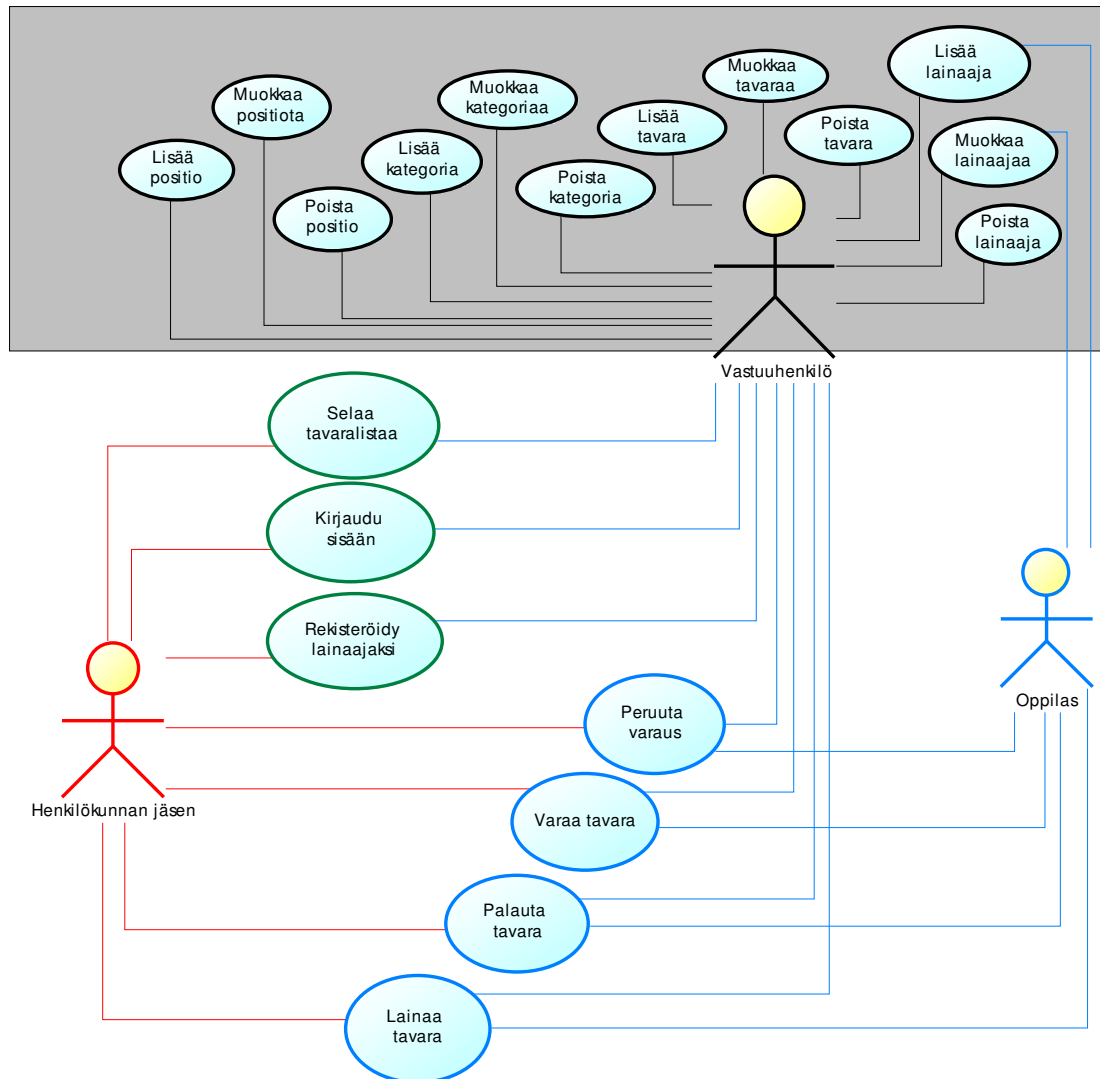 Lisää
lainaaja
Muokkaa
tavaraa
Muokkaa
kategoriaa
Muokkaa
positiota
Lisää
tavara
Poista
tavara
Muokkaa
lainaajaa
Lisää
kategoria
Lisää
positio
Poista
kategoria
Poista
positio
Poista
lainaaja
Vastuuhenkilö
Selaa
tavaralistaa
Kirjaudu
sisään
Rekisteröidy
lainaajaksi
Peruuta
varaus
Oppilas
Henkilökunnan jäsen
Varaa tavara
Palauta
tavara
Lainaa
tavara